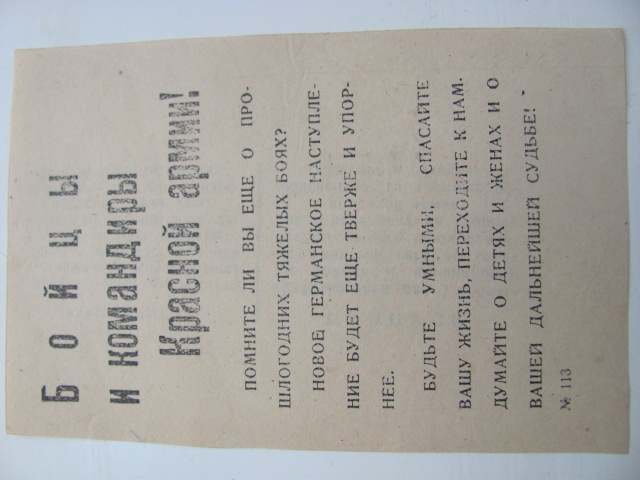 Бойцы
и командиры
Красной армии!
ПОМНИТЕ ЛИ ВЫ ЕЩЕ О ПРО-
ШЛОГОДНИХ ТЯЖЕЛЫХ БОЯХ?
НОВОЕ ГЕРМАНСКОЕ НАСТУПЛЕ-
НИЕ БУДЕТ ЕЩЕ ТВЕРЖЕ И УПОР-
НЕЕ.
БУДЬТЕ УМНЫМИ, СПАСАЙТЕ
ВАШУ ЖИЗНЬ, ПЕРЕХОДИТЕ К НАМ.
ДУМАЙТЕ О ДЕТЯХ И ЖЕНАХ И О
ВАШЕЙ ДАЛЬНЕЙШЕЙ СУДЬБЕ!
№ 113